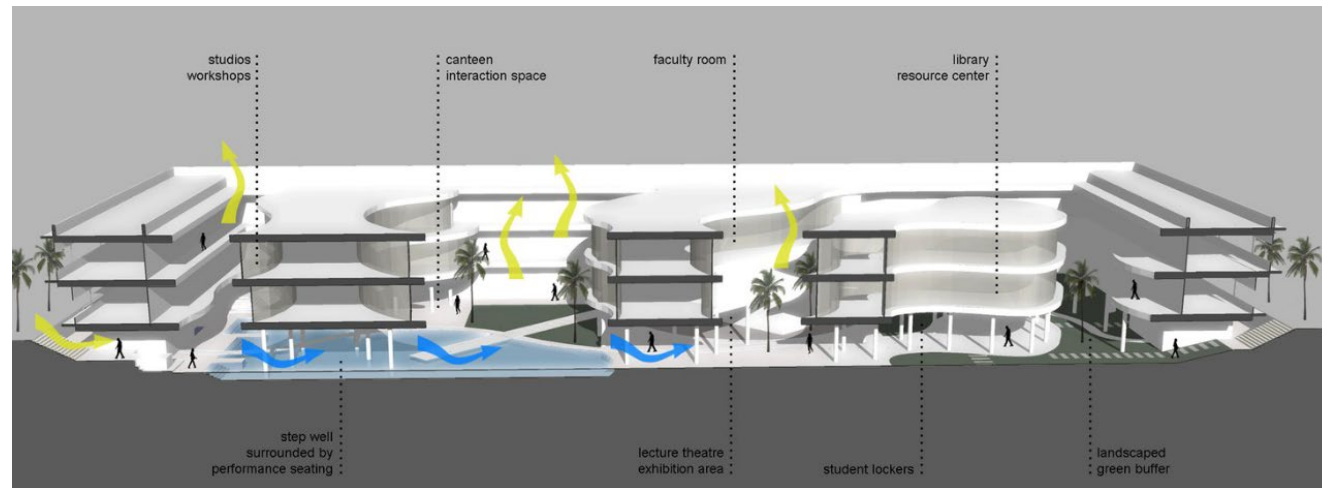 studios
workshops
canteen
interaction space
faculty room
library
resource center
step well
surrounded by
performance seating
lecture theatre
exhibition area
student lockers
landscaped
green buffer